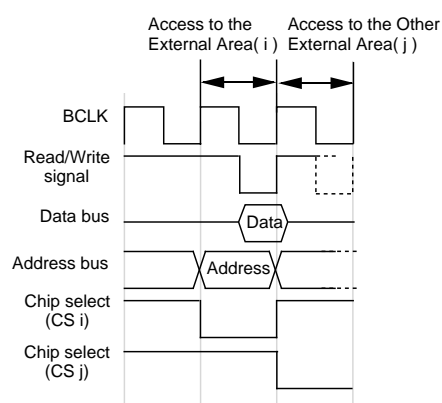 Access to the
External Area( i )
Access to the Other
External Area( j )
BCLK
Read/Write
signal
Data bus
Data
Address bus
Address
Chip select
(CS i)
Chip select
(CS j)